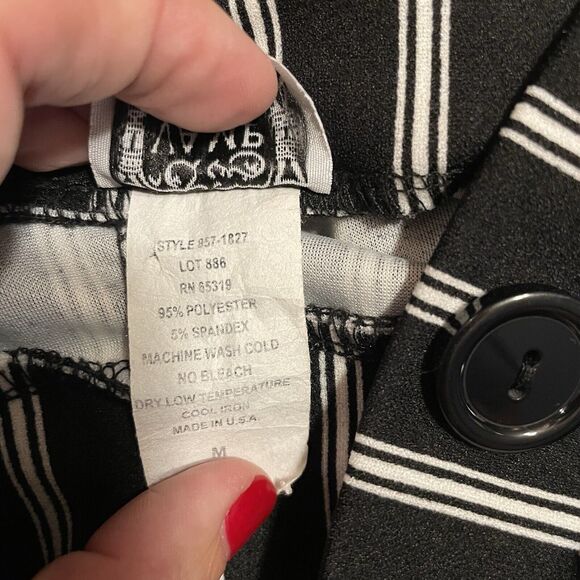 STYLE 857-1827
LOT 886
RN 85319
95% POLYESTER
5% SPANDEX
MACHINE WASH COLD
NO BLEACH
DRY LOW TEMPERATURE
COOL IRON
MADE IN U.S.A.
M